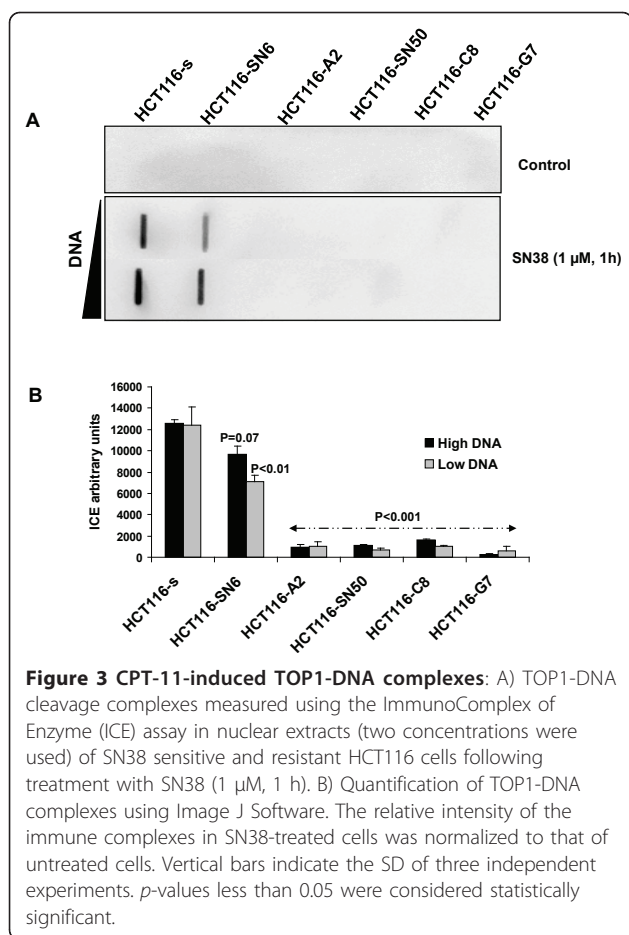 HCT116-s HCT116-SN6 HCT116-A2 HCT116-SN50 HCT116-C8 HCT116-G7
A
Control
DNA
SN38 (1 µM, 1h)
B
ICE arbitrary units
16000
14000
12000
10000
8000
6000
4000
2000
0
P=0.07
P<0.01
P<0.001
High DNA
Low DNA
HCT116-s HCT116-SN6 HCT116-A2 HCT116-SN50 HCT116-C8 HCT116-G7
Figure 3 CPT-11-induced TOP1-DNA complexes: A) TOP1-DNA
cleavage complexes measured using the ImmunoComplex of
Enzyme (ICE) assay in nuclear extracts (two concentrations were
used) of SN38 sensitive and resistant HCT116 cells following
treatment with SN38 (1 µM, 1 h). B) Quantification of TOP1-DNA
complexes using Image J Software. The relative intensity of the
immune complexes in SN38-treated cells was normalized to that of
untreated cells. Vertical bars indicate the SD of three independent
experiments. p-values less than 0.05 were considered statistically
significant.